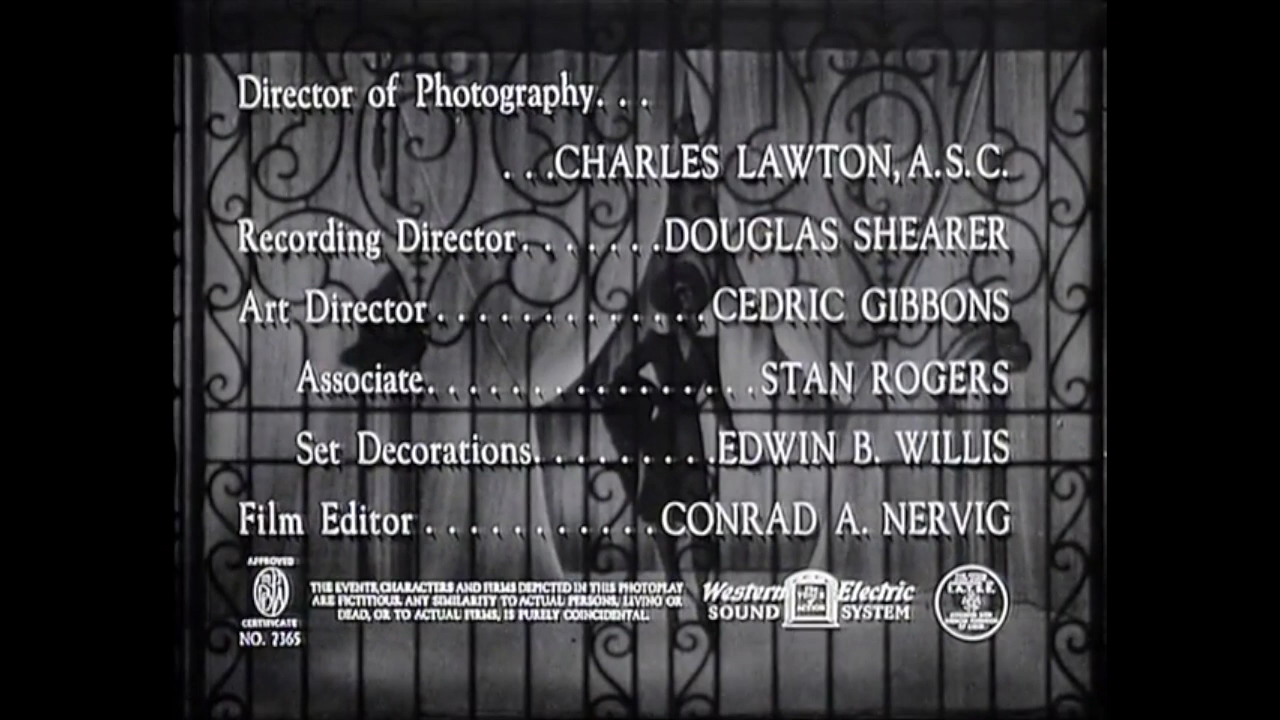 Director of Photography. . .
. . .CHARLES LAWTON, A.S.C.
Recording Director. . . . . . .DOUGLAS SHEARER
Art Director . . . . . . . . . . . . .CEDRIC GIBBONS
Associate. . . . . . . . . . . . . . . . STAN ROGERS
Set Decorations. . . . . . . . .EDWIN B. WILLIS
Film Editor . . . . . . . . . . .CONRAD A. NERVIG
APPROVED
CERTIFICATE
NO. 7365
THE EVENTS, CHARACTERS AND FIRMS DEPICTED IN THIS PHOTOPLAY
ARE FICTITIOUS. ANY SIMILARITY TO ACTUAL PERSONS, LIVING OR
DEAD, OR TO ACTUAL FIRMS, IS PURELY COINCIDENTAL.
Western Electric
SOUND SYSTEM
I.A.T.S.E.